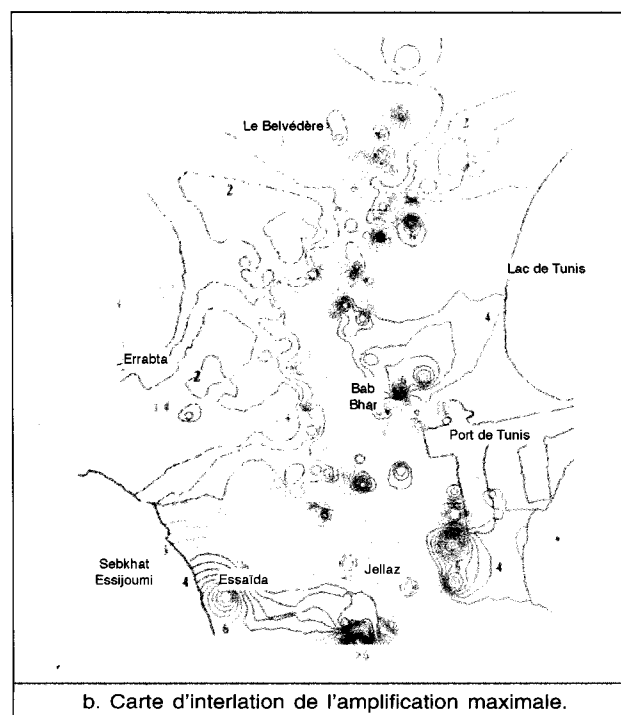 Le Belvédère
2
2
Lac de Tunis
4
Errabta
2
Bab
Bhar
Port de Tunis
Sebkhat
Essijoumi
4
Essaïda
Jellaz
4
6
b. Carte d'interlation de l'amplification maximale.